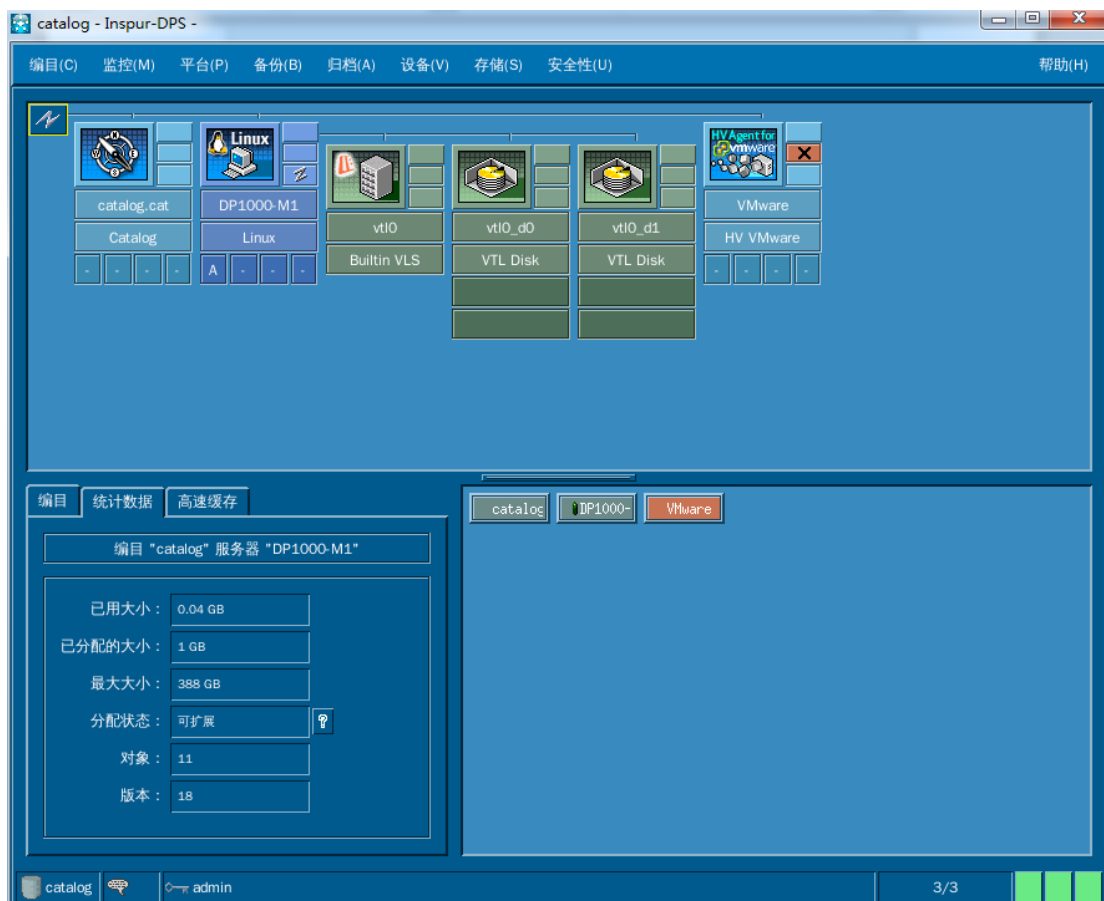 catalog - Inspur-DPS -
编目(C) 监控(M) 平台(P) 备份(B) 归档(A) 设备(V) 存储(S) 安全性(U) 帮助(H)
Linux
HV Agent for
vmware
catalog.cat
Catalog
- - - -
DP1000-M1
Linux
A - - -
vtl0
Builtin VLS
vtl0_d0
VTL Disk
vtl0_d1
VTL Disk
X
VMware
HV VMware
- - - -
编目 统计数据 高速缓存
编目 "catalog" 服务器 "DP1000-M1"
已用大小： 0.04 GB
已分配的大小： 1 GB
最大大小： 388 GB
分配状态： 可扩展 ?
对象： 11
版本： 18
catalog DP1000- VMware
catalog admin 3/3